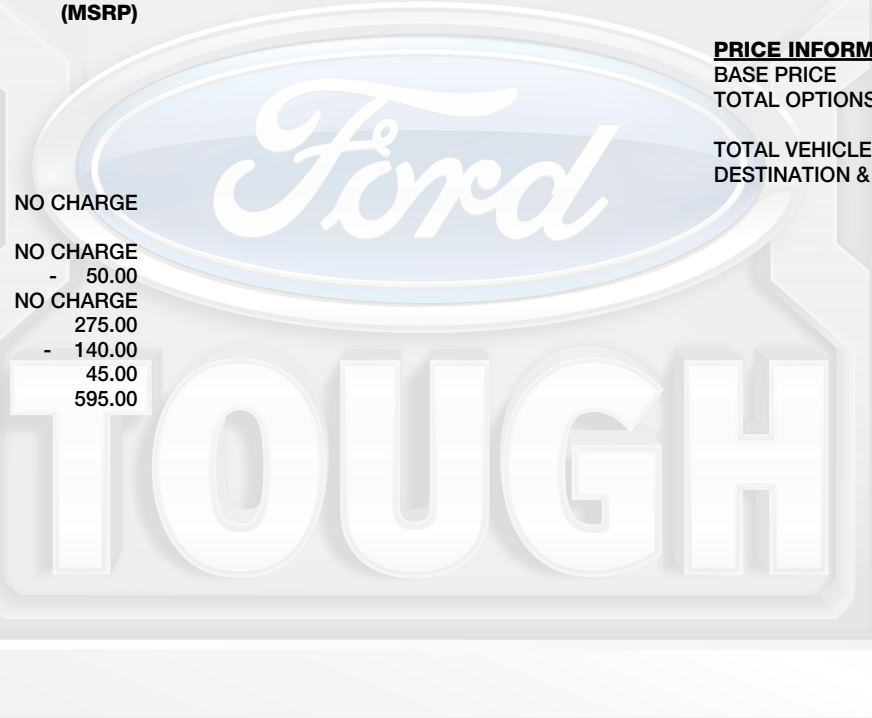 (MSRP)
NO CHARGE
NO CHARGE
- 50.00
NO CHARGE
275.00
- 140.00
45.00
595.00
PRICE INFORM
BASE PRICE
TOTAL OPTIONS
TOTAL VEHICLE
DESTINATION &
Ford
TOUGH